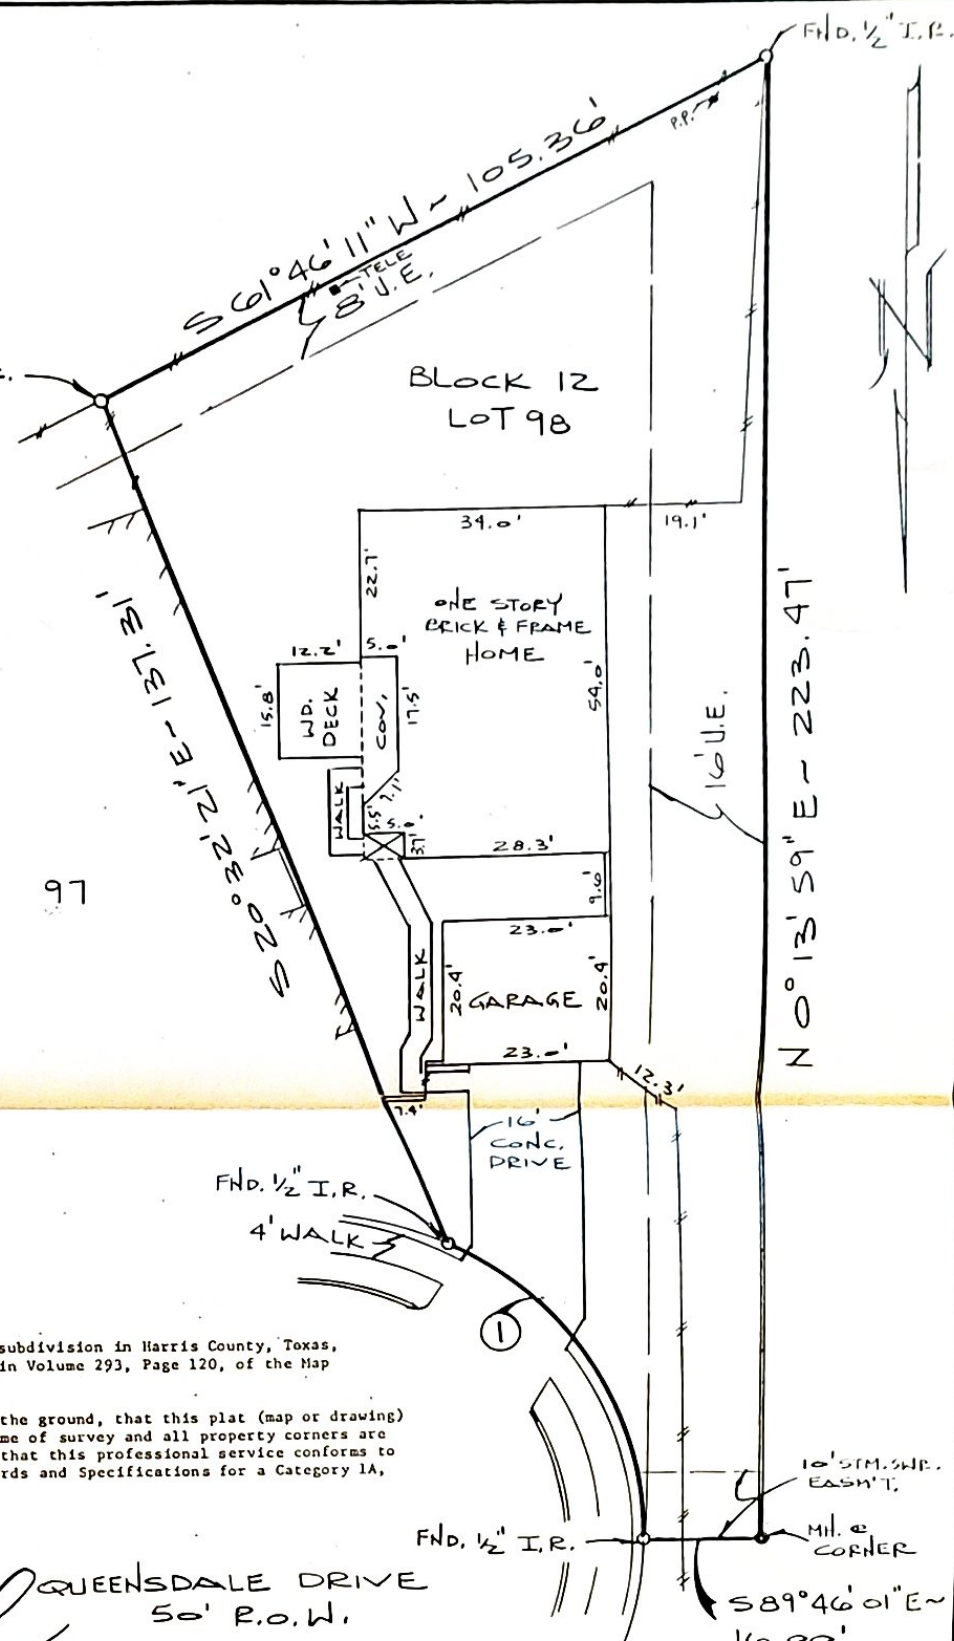 FND. 1/2" I.R.
P.P.
S 61°46'11" W ~ 105.36'
TELE
8' U.E.
BLOCK 12
LOT 98
34.0'
19.1'
22.7'
ONE STORY
BRICK & FRAME
HOME
12.2'
5.0'
54.0'
15.8'
WD.
DECK
COV.
17.5'
16' U.E.
N 0°13'59" E ~ 223.47'
S 20°32'21" E ~ 137.31'
WALK
7.1'
5.5'
5.0'
3.7'
28.3'
97
9.6'
23.0'
WALK
20.4'
GARAGE
20.4'
23.0'
12.3'
7.4'
16'
CONC.
DRIVE
FND. 1/2" I.R.
4' WALK
1
subdivision in Harris County, Toxas,
in Volume 293, Page 120, of the Map
the ground, that this plat (map or drawing)
me of survey and all property corners are
that this professional service conforms to
rds and Specifications for a Category 1A,
10' STM. SWR.
EASM'T.
FND. 1/2" I.R.
MH. @
CORNER
QUEENSDALE DRIVE
50' R.O.W.
S 89°46'01" E ~